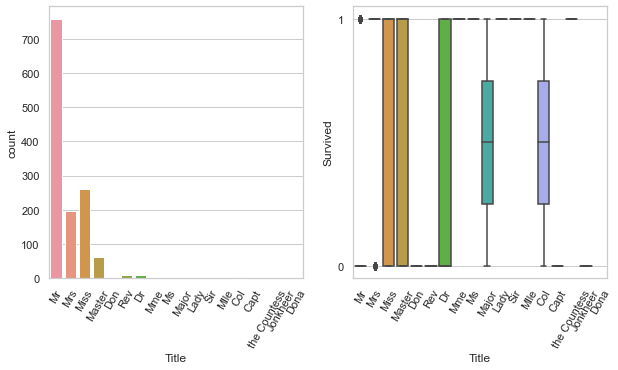 700
600
500
400
300
200
100
0
count
Mr
Mrs
Miss
Master
Don
Rev
Dr
Mme
Ms
Major
Lady
Sir
Mlle
Col
Capt
the Countess
Jonkheer
Dona
Title
1
0
Survived
Mr
Mrs
Miss
Master
Don
Rev
Dr
Mme
Ms
Major
Lady
Sir
Mlle
Col
Capt
the Countess
Jonkheer
Dona
Title